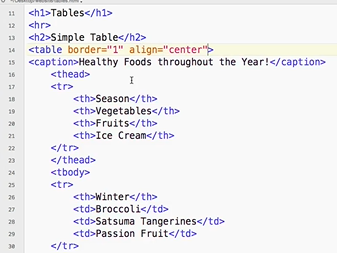 11 <h1>Tables</h1>
12 <hr>
13 <h2>Simple Table</h2>
14 <table border="1" align="center">
15 <caption>Healthy Foods throughout the Year!</caption>
16 <thead>
17 <tr>
18 <th>Season</th>
19 <th>Vegetables</th>
20 <th>Fruits</th>
21 <th>Ice Cream</th>
22 </tr>
23 </thead>
24 <tbody>
25 <tr>
26 <th>Winter</th>
27 <td>Broccoli</td>
28 <td>Satsuma Tangerines</td>
29 <td>Passion Fruit</td>
30 </tr>